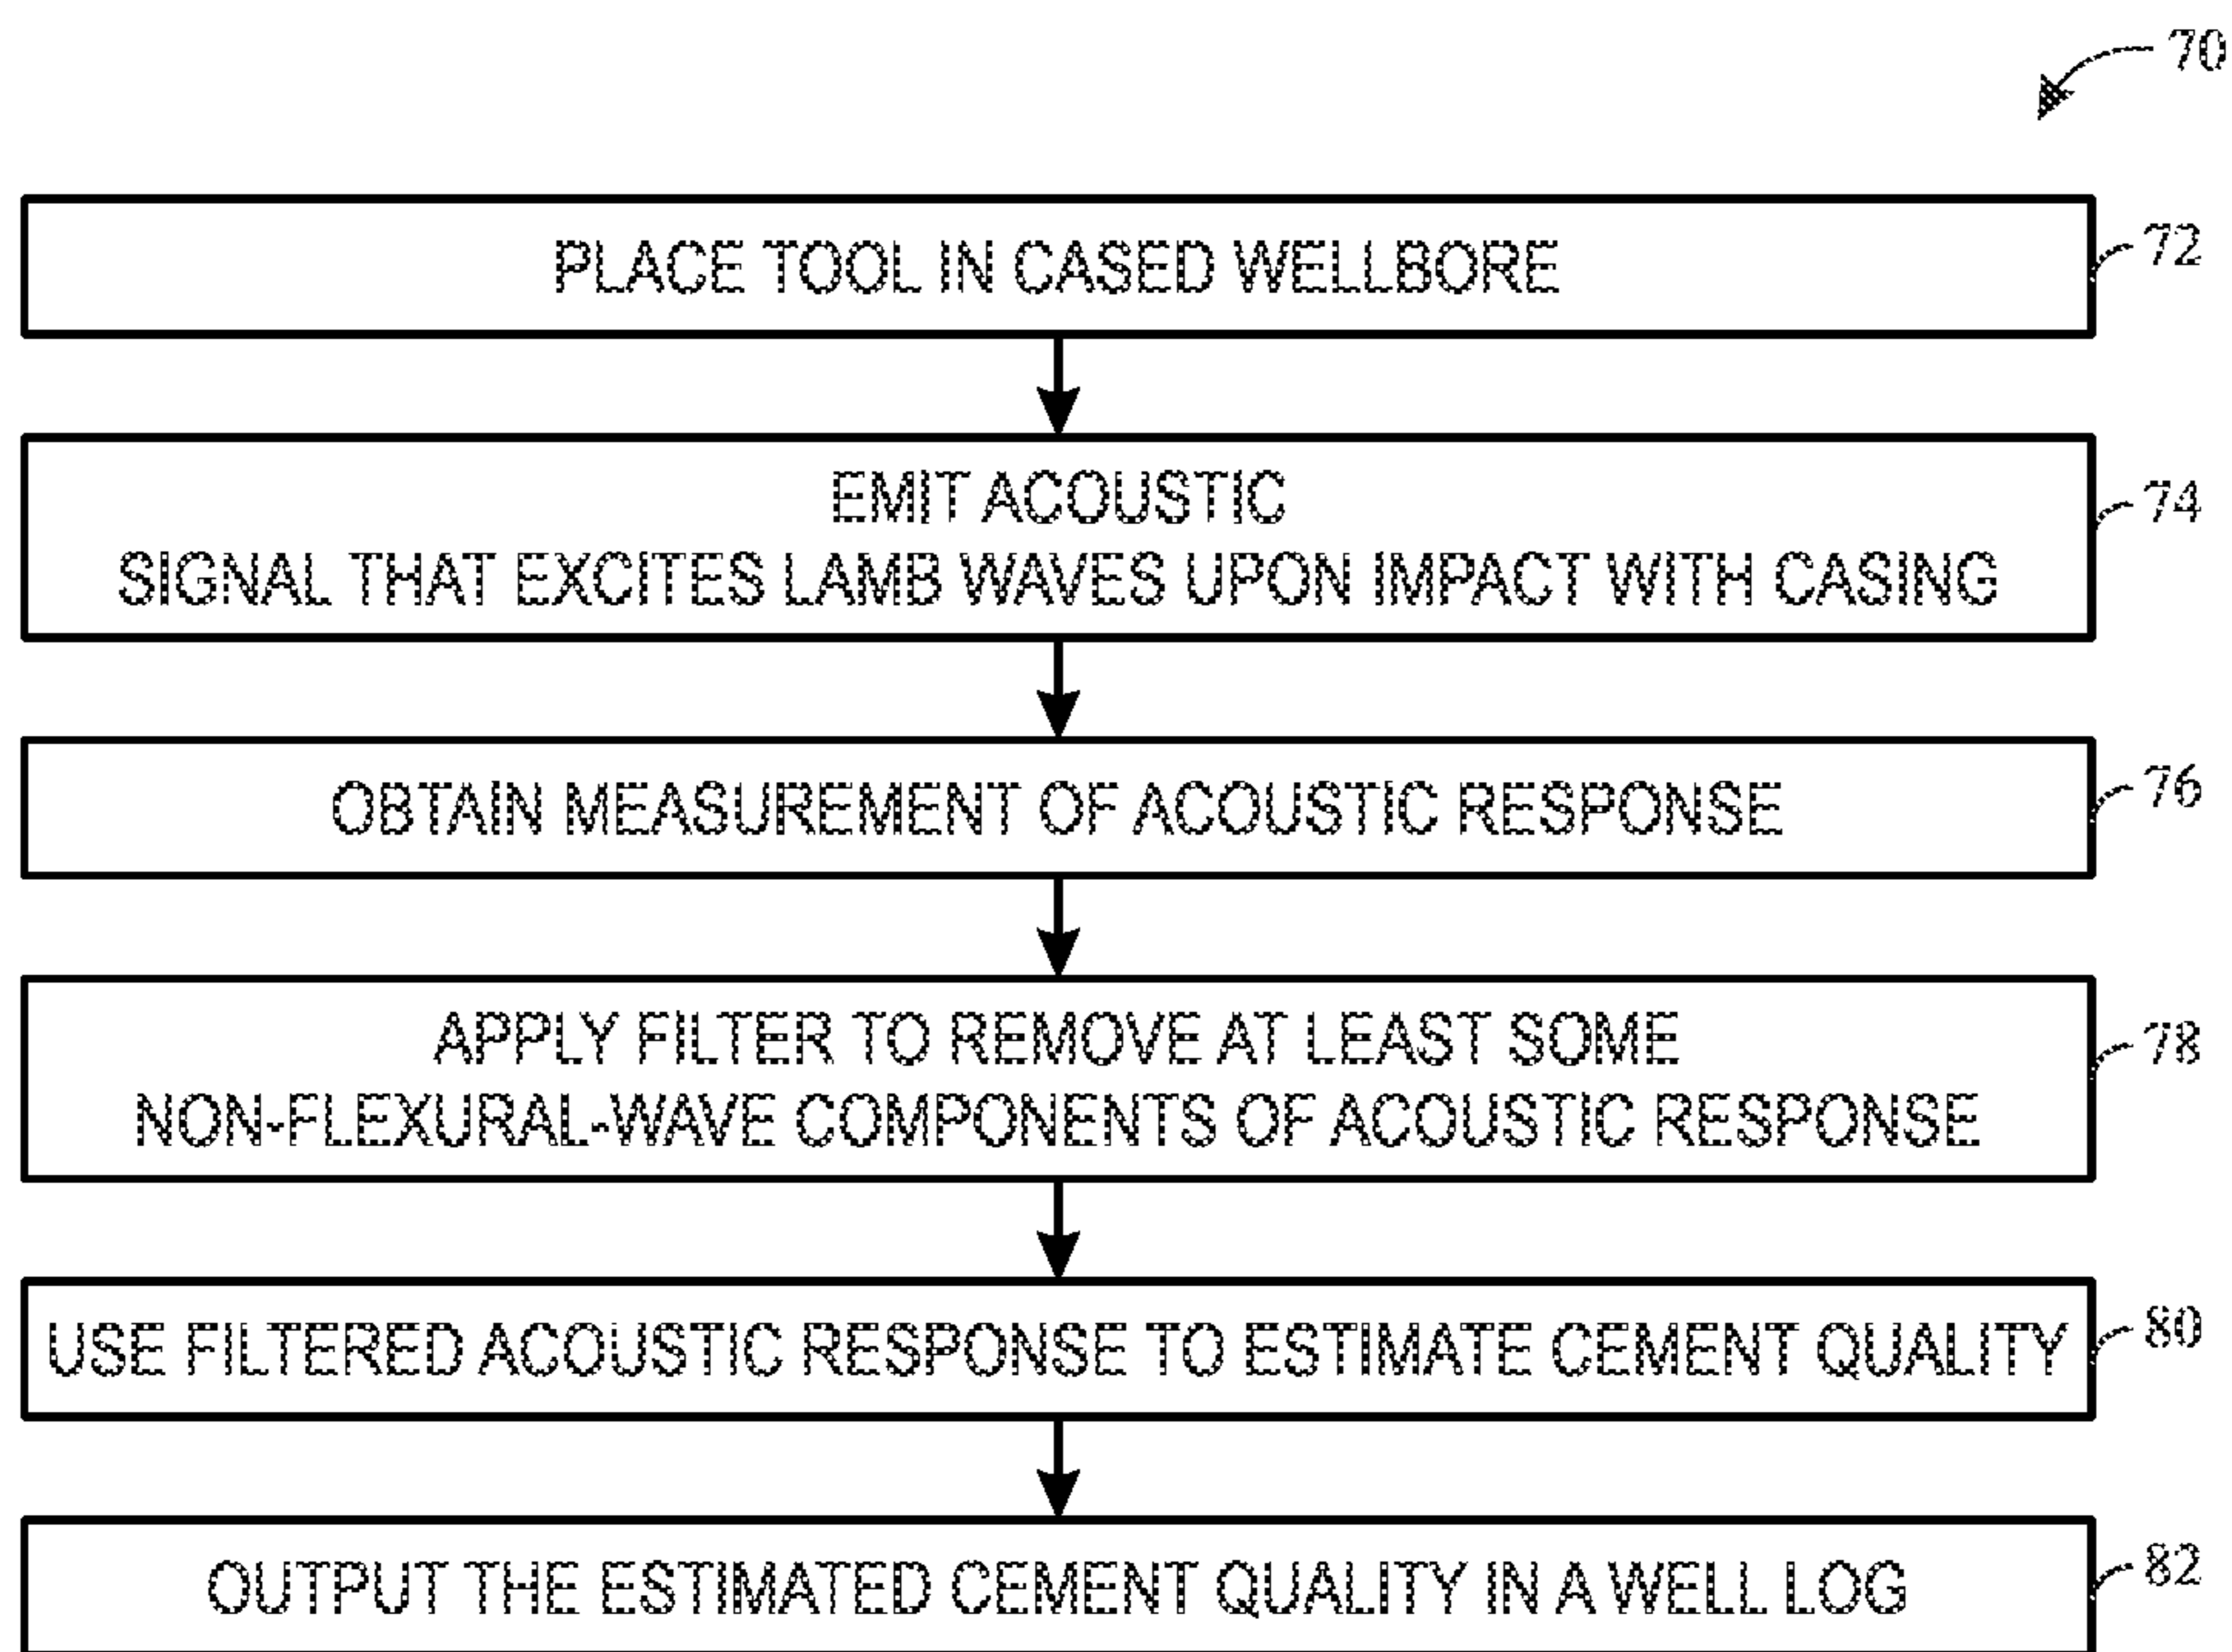 70
PLACE TOOL IN CASED WELLBORE
72
EMIT ACOUSTIC
SIGNAL THAT EXCITES LAMB WAVES UPON IMPACT WITH CASING
74
OBTAIN MEASUREMENT OF ACOUSTIC RESPONSE
76
APPLY FILTER TO REMOVE AT LEAST SOME
NON-FLEXURAL-WAVE COMPONENTS OF ACOUSTIC RESPONSE
78
USE FILTERED ACOUSTIC RESPONSE TO ESTIMATE CEMENT QUALITY
80
OUTPUT THE ESTIMATED CEMENT QUALITY IN A WELL LOG
82